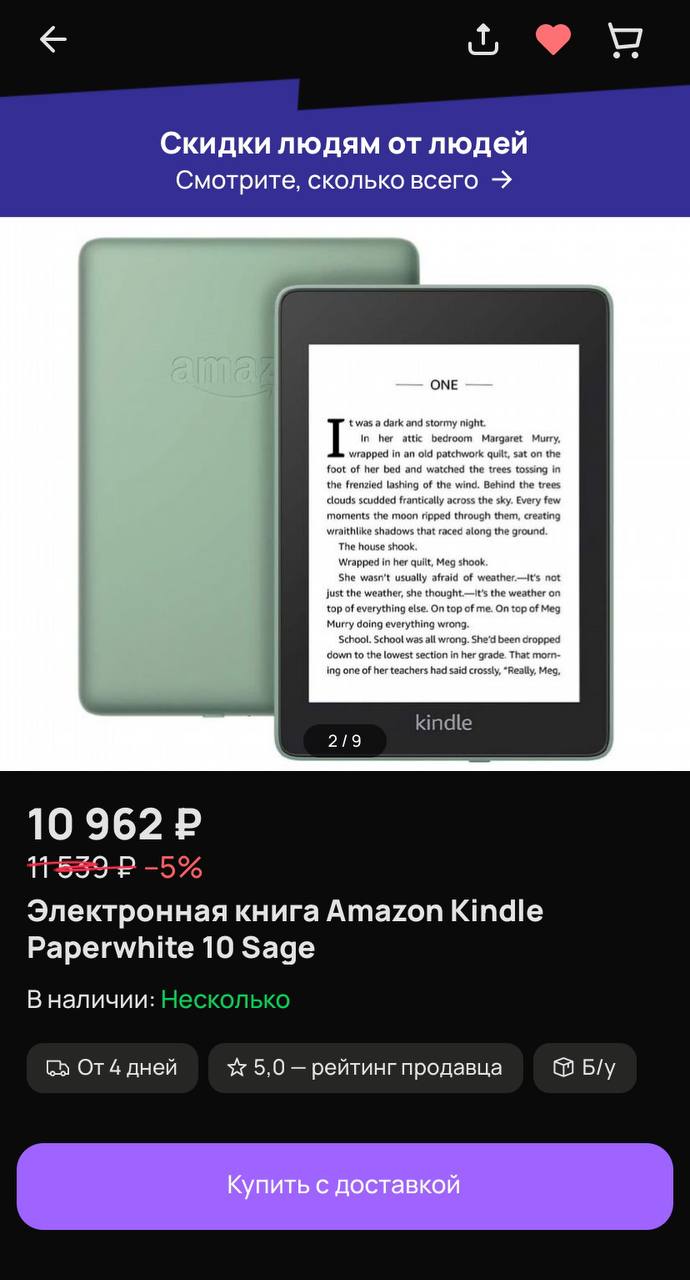 Скидки людям от людей
Смотрите, сколько всего →
amaz
ONE
It was a dark and stormy night.
In her attic bedroom Margaret Murry,
wrapped in an old patchwork quilt, sat on the
foot of her bed and watched the trees tossing in
the frenzied lashing of the wind. Behind the trees
clouds scudded frantically across the sky. Every few
moments the moon ripped through them, creating
wraithlike shadows that raced along the ground.
The house shook.
Wrapped in her quilt, Meg shook.
She wasn't usually afraid of weather.—It's not
just the weather, she thought.—It's the weather on
top of everything else. On top of me. On top of Meg
Murry doing everything wrong.
School. School was all wrong. She'd been dropped
down to the lowest section in her grade. That morn-
ing one of her teachers had said crossly, "Really, Meg,
kindle
2 / 9
10 962 ₽
11 539 ₽ –5%
Электронная книга Amazon Kindle
Paperwhite 10 Sage
В наличии: Несколько
От 4 дней
5,0 — рейтинг продавца
Б/у
Купить с доставкой